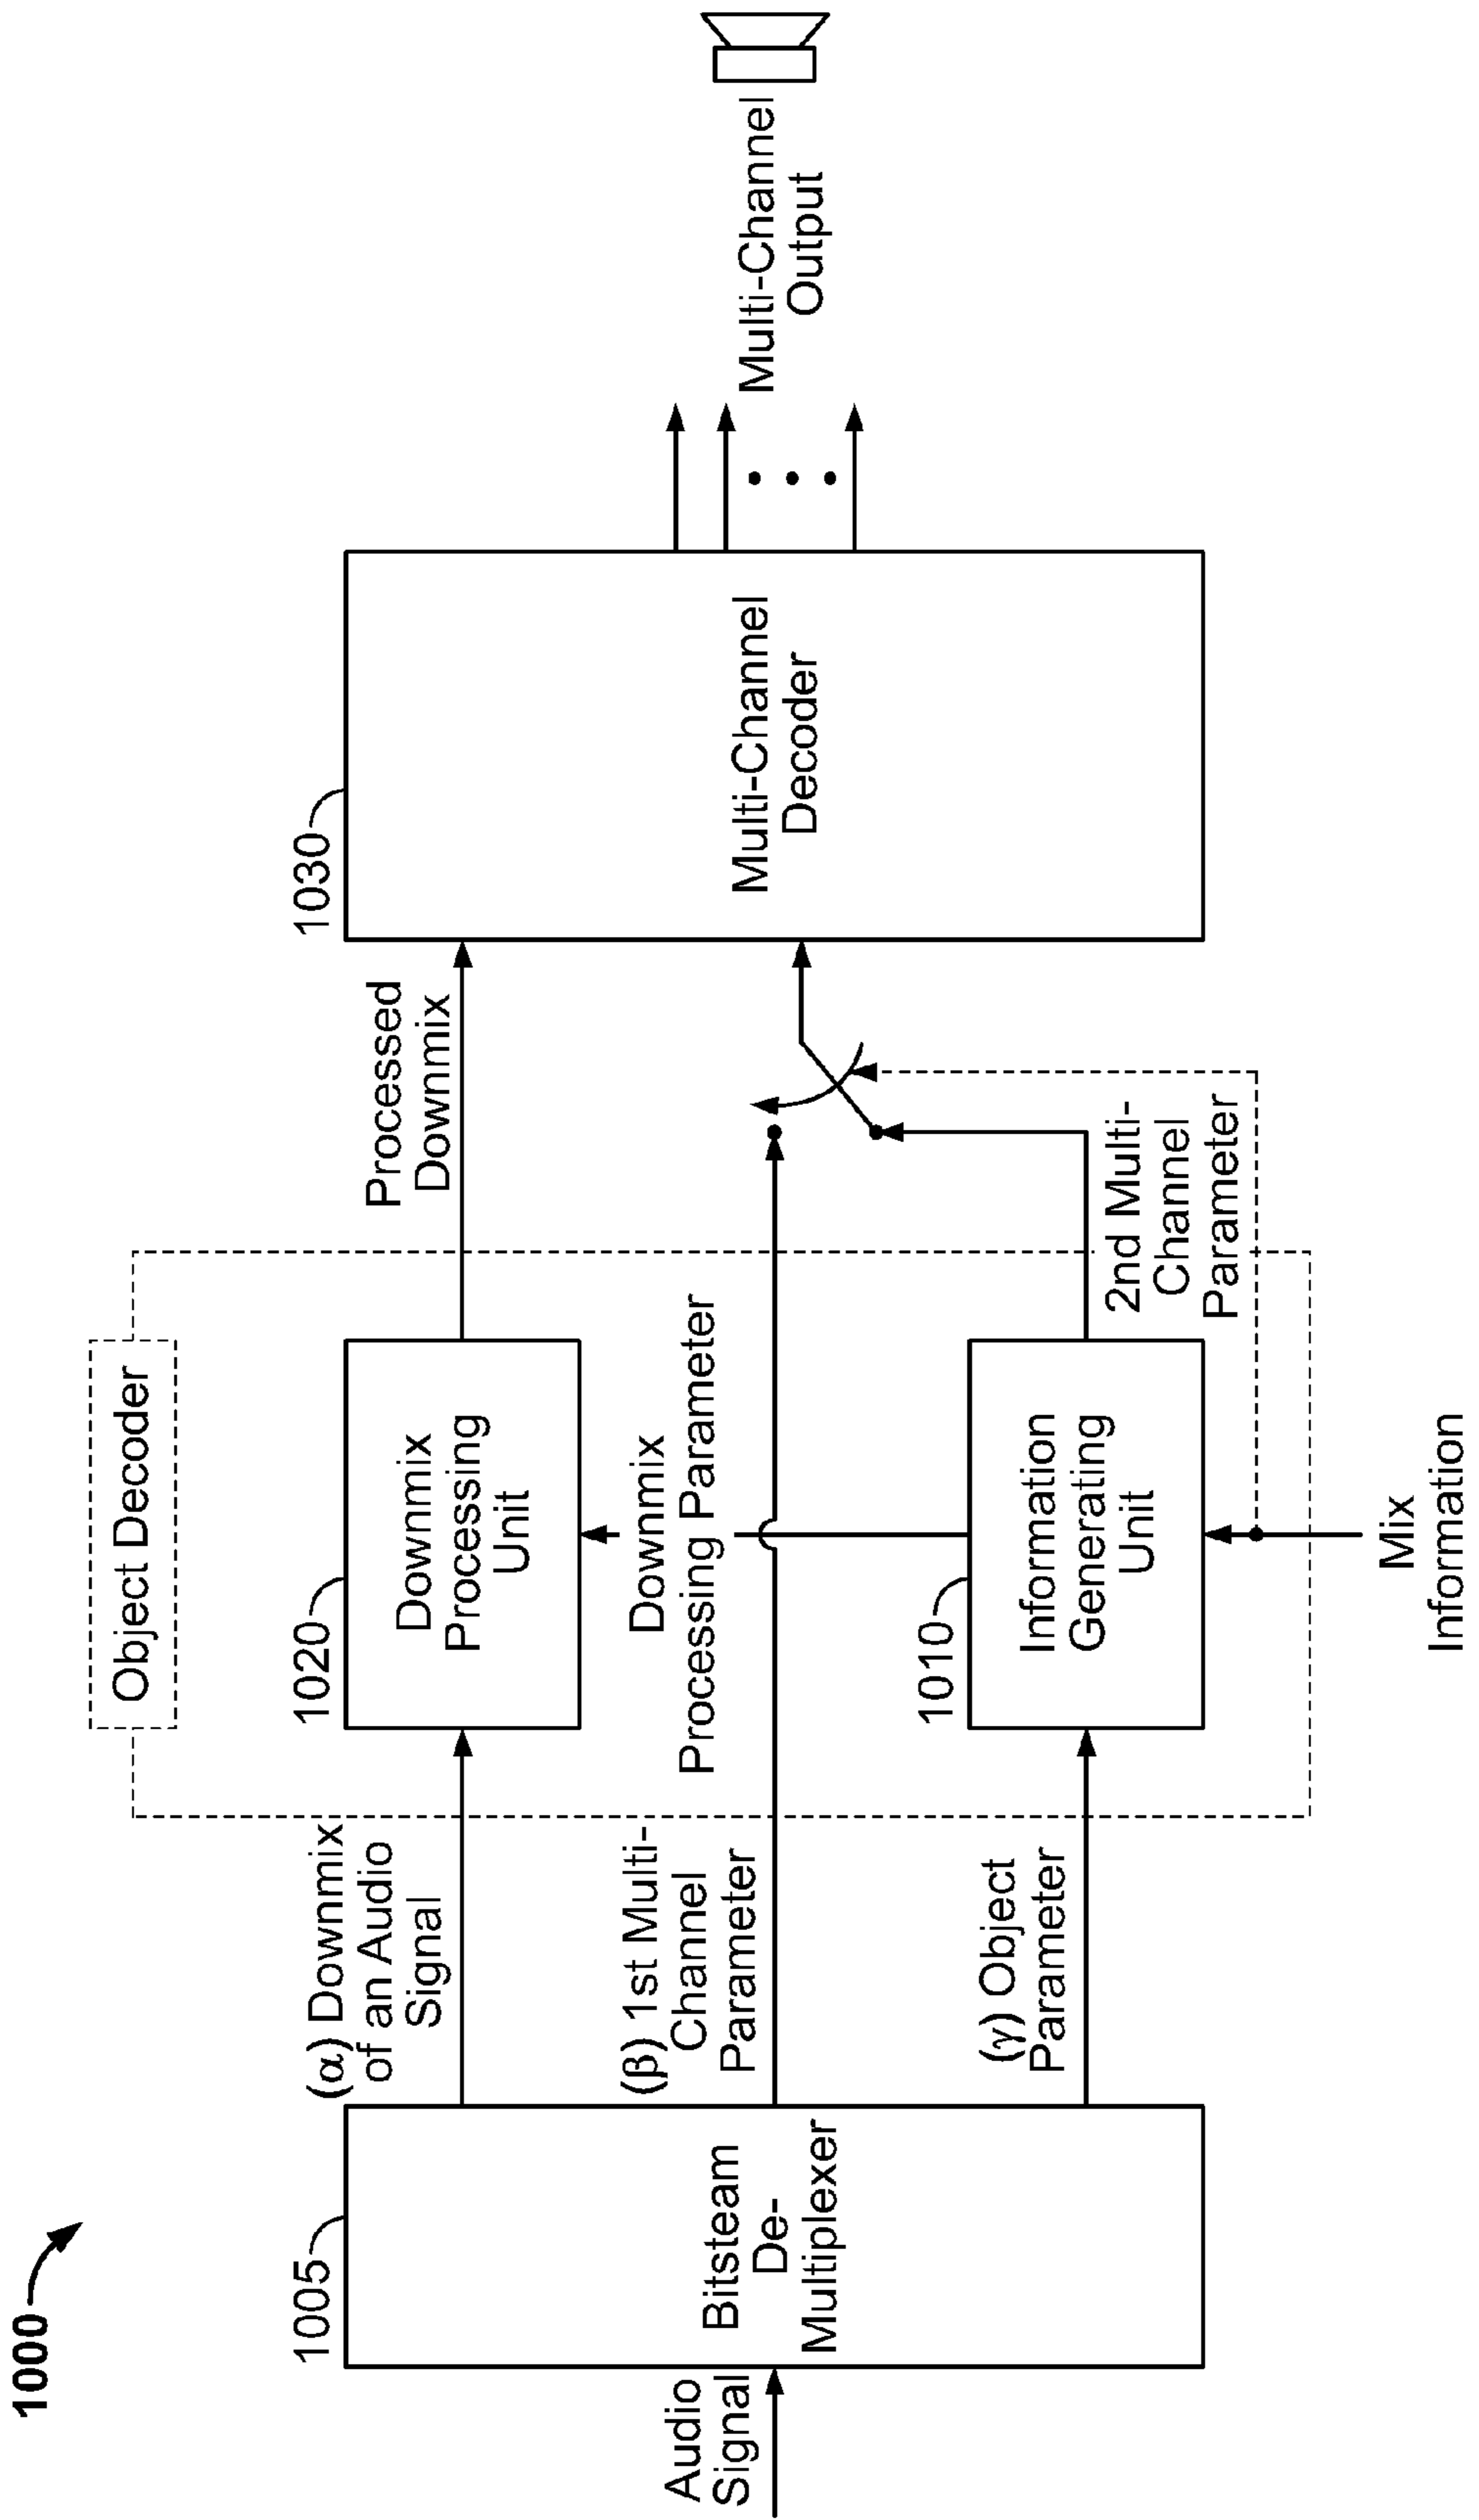 1000
Object Decoder
1005
1020
1030
(α) Downmix
of an Audio
Signal
Downmix
Processing
Unit
Processed
Downmix
Audio
Signal
Bitsteam
De-
Multiplexer
(β) 1st Multi-
Channel
Parameter
Downmix
Processing Parameter
Multi-Channel
Decoder
Multi-Channel
Output
1010
(γ) Object
Parameter
Information
Generating
Unit
2nd Multi-
Channel
Parameter
Mix
Information